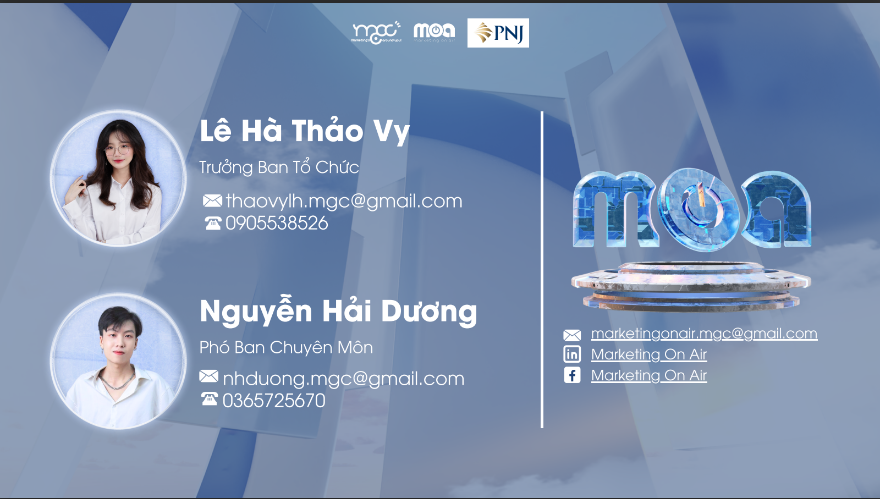 mgc
moa
PNJ
Lê Hà Thảo Vy
Trưởng Ban Tổ Chức
thaovylh.mgc@gmail.com
0905538526
Nguyễn Hải Dương
Phó Ban Chuyên Môn
nhduong.mgc@gmail.com
0365725670
moa
marketingonair.mgc@gmail.com
in
Marketing On Air
f
Marketing On Air